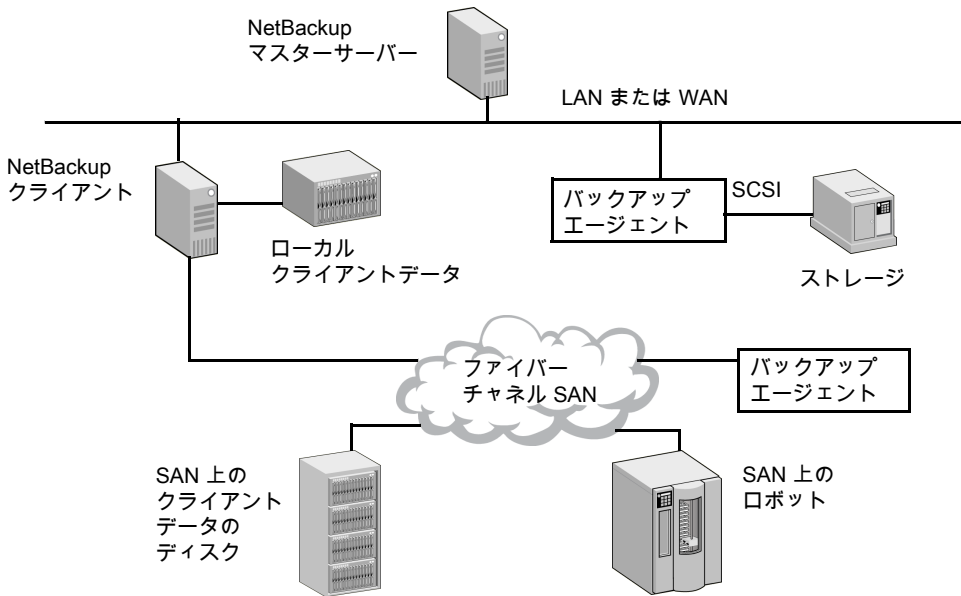 NetBackup
マスターサーバー
LAN または WAN
NetBackup
クライアント
ローカル
クライアントデータ
バックアップ
エージェント
SCSI
ストレージ
ファイバー
チャネル SAN
バックアップ
エージェント
SAN 上の
クライアント
データの
ディスク
SAN 上の
ロボット